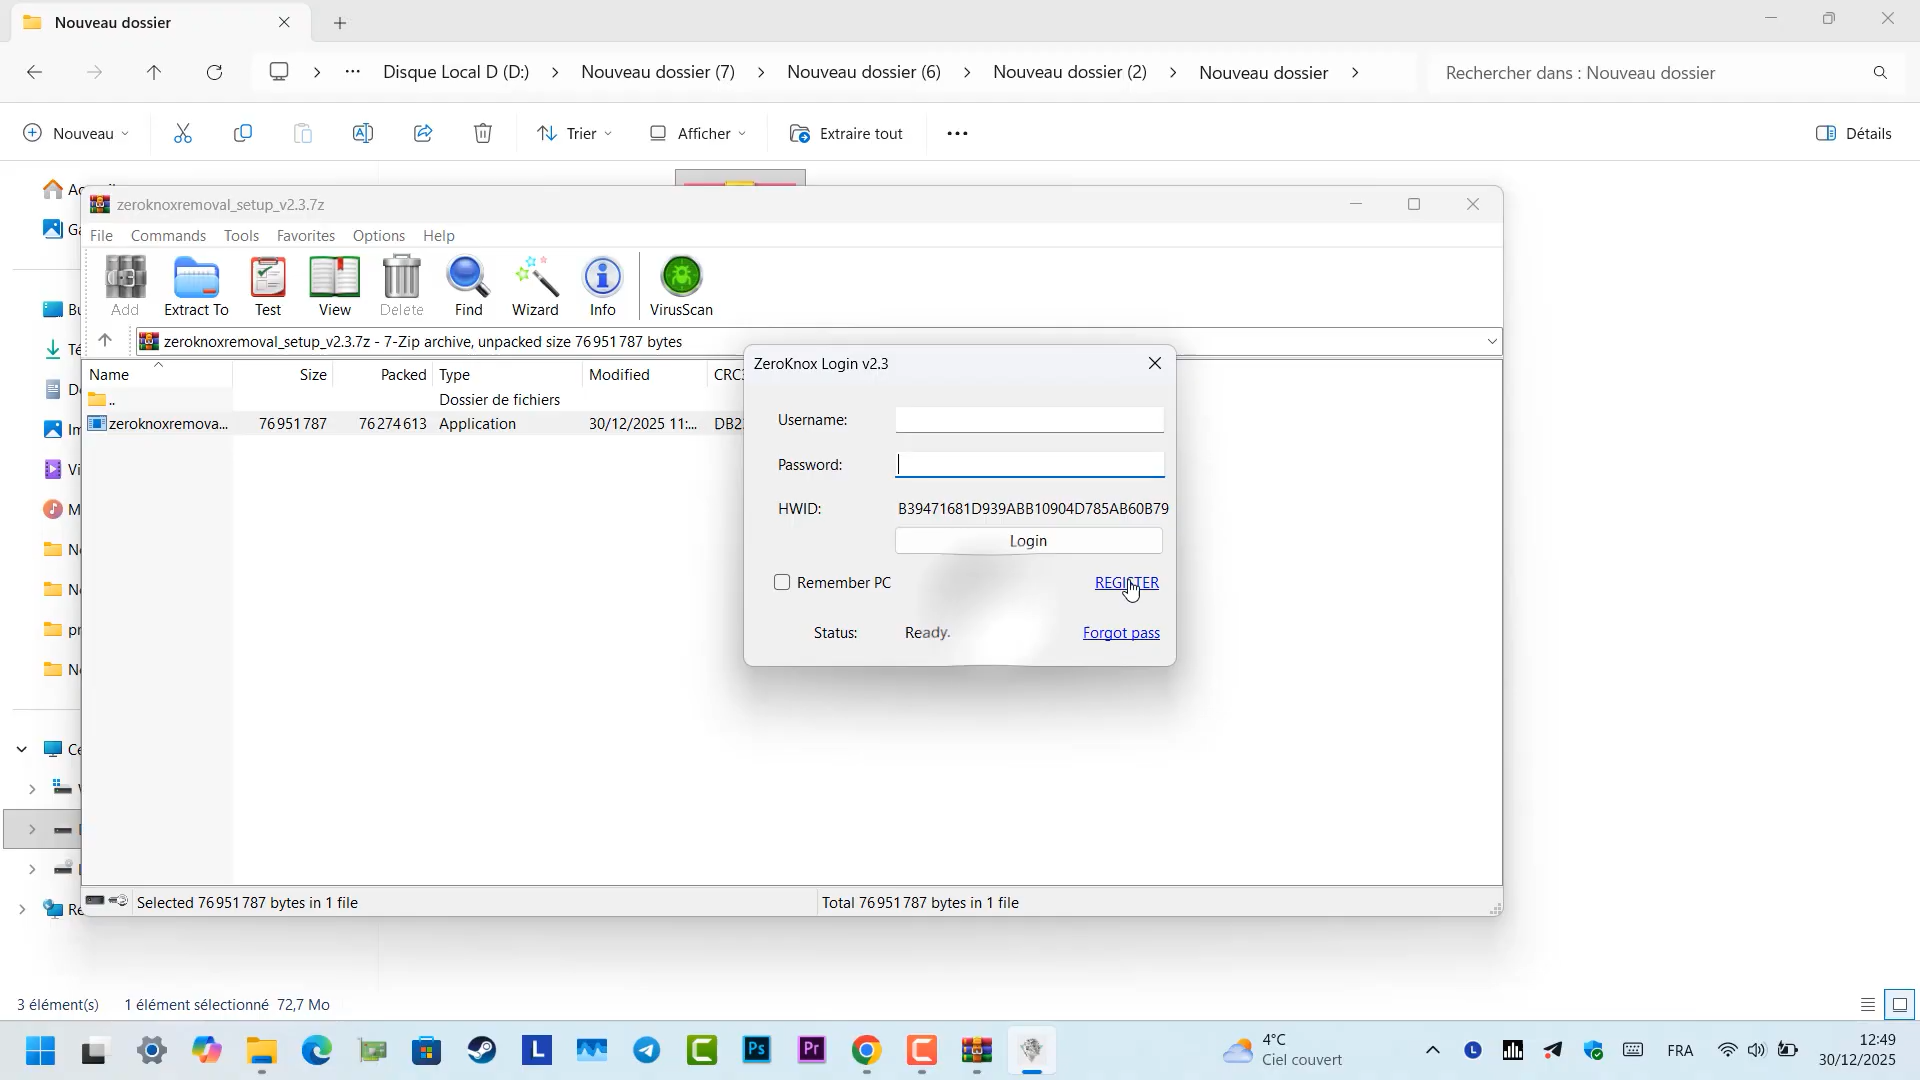 Nouveau dossier
Disque Local D (D:) > Nouveau dossier (7) > Nouveau dossier (6) > Nouveau dossier (2) > Nouveau dossier >
Rechercher dans : Nouveau dossier
Nouveau
Trier
Afficher
Extraire tout
Détails
zeroknoxremoval_setup_v2.3.7z
File Commands Tools Favorites Options Help
Add Extract To Test View Delete Find Wizard Info VirusScan
zeroknoxremoval_setup_v2.3.7z - 7-Zip archive, unpacked size 76 951 787 bytes
Name Size Packed Type Modified
.. Dossier de fichiers
zeroknoxremova... 76 951 787 76 274 613 Application 30/12/2025 11:...
ZeroKnox Login v2.3
Username:
Password:
HWID: B39471681D939ABB10904D785AB60B79
Login
Remember PC
REGISTER
Status: Ready.
Forgot pass
Selected 76 951 787 bytes in 1 file
Total 76 951 787 bytes in 1 file
3 élément(s) 1 élément sélectionné 72,7 Mo
4°C
Ciel couvert
FRA
12:49
30/12/2025